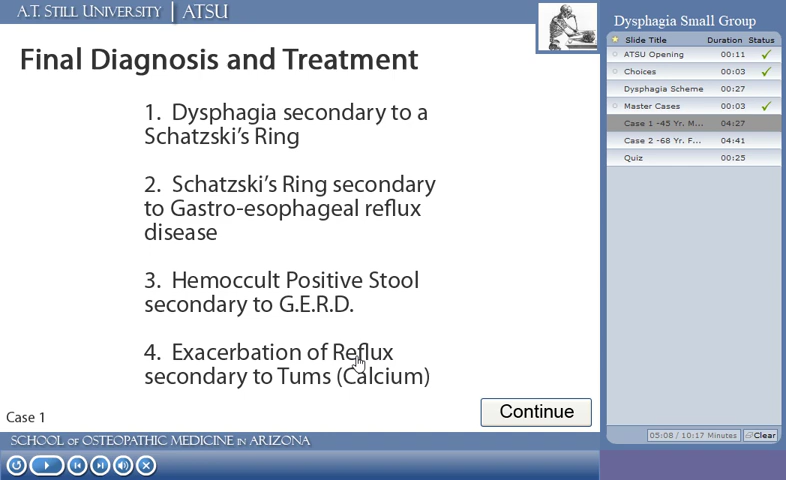 A.T. STILL UNIVERSITY | ATSU
Final Diagnosis and Treatment
1. Dysphagia secondary to a
Schatzski's Ring
2. Schatzski's Ring secondary
to Gastro-esophageal reflux
disease
3. Hemoccult Positive Stool
secondary to G.E.R.D.
4. Exacerbation of Reflux
secondary to Tums (Calcium)
Continue
Case 1
SCHOOL OF OSTEOPATHIC MEDICINE IN ARIZONA
Dysphagia Small Group
Slide Title Duration Status
ATSU Opening 00:11
Choices 00:03
Dysphagia Scheme 00:27
Master Cases 00:03
Case 1 -45 Yr. M... 04:27
Case 2 -68 Yr. F... 04:41
Quiz 00:25
05:08 / 10:17 Minutes Clear